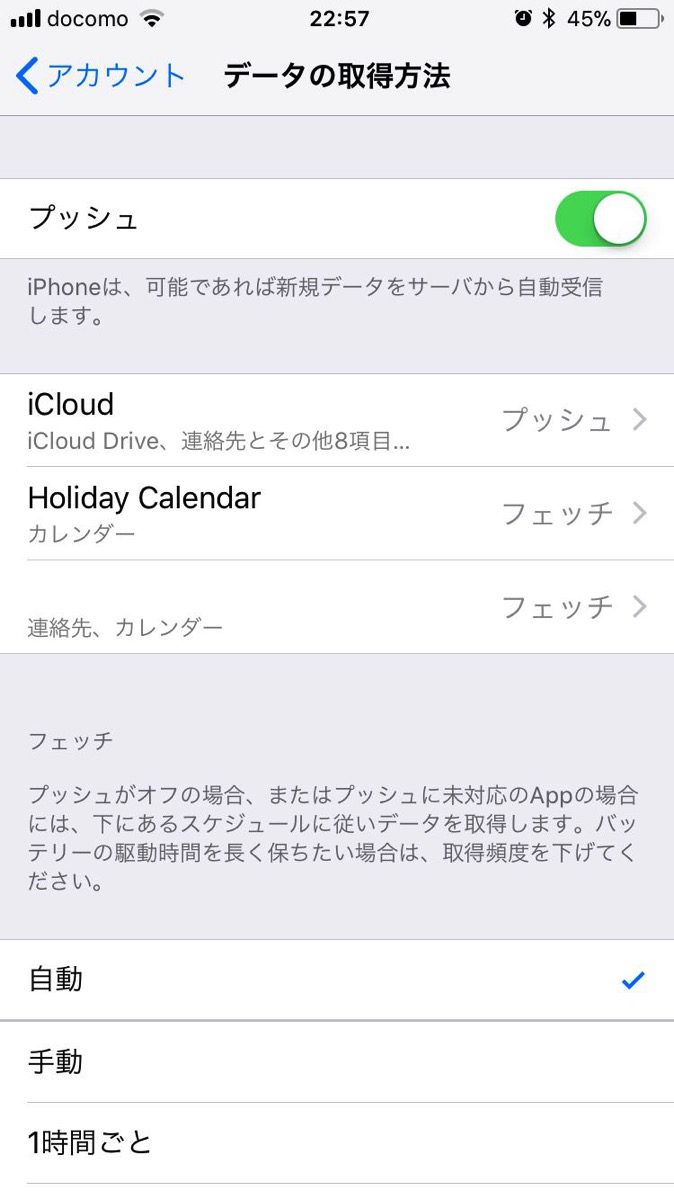 docomo 22:57 45%
アカウント データの取得方法
プッシュ
iPhoneは、可能であれば新規データをサーバから自動受信
します。
iCloud
プッシュ
iCloud Drive、連絡先とその他8項目...
Holiday Calendar
フェッチ
カレンダー
フェッチ
連絡先、カレンダー
フェッチ
プッシュがオフの場合、またはプッシュに未対応のAppの場合
には、下にあるスケジュールに従いデータを取得します。バッ
テリーの駆動時間を長く保ちたい場合は、取得頻度を下げてく
ださい。
自動
手動
1時間ごと